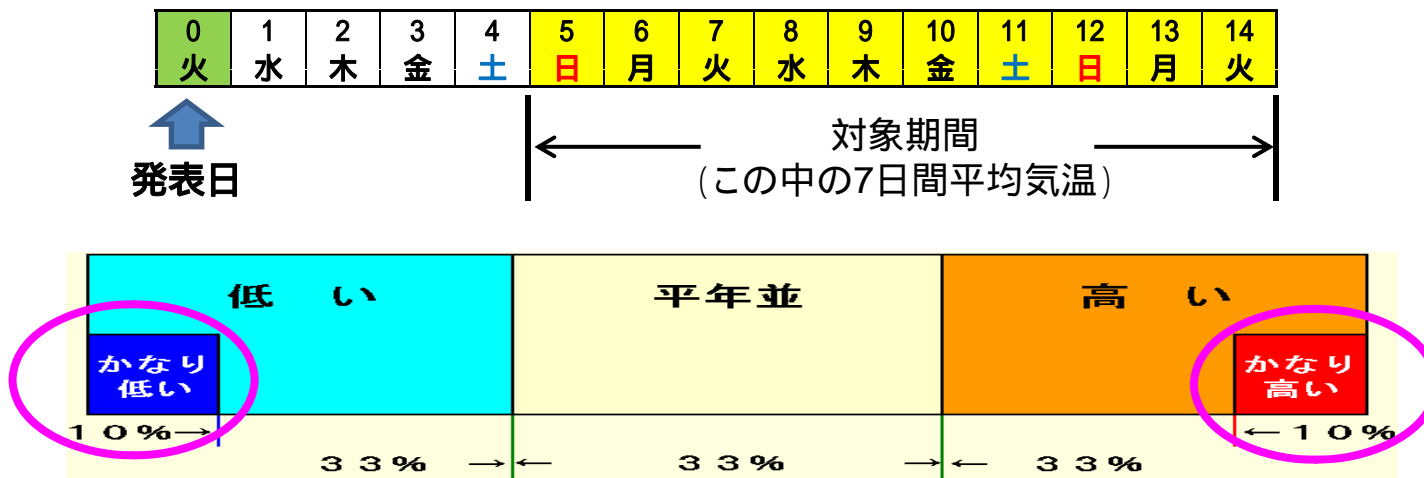 0 1 2 3 4 5 6 7 8 9 10 11 12 13 14
火 水 木 金 土 日 月 火 水 木 金 土 日 月 火
発表日
対象期間
(この中の7日間平均気温)
低い 平年並 高い
かなり低い かなり高い
10%→ ←10%
33% →← 33% →← 33%